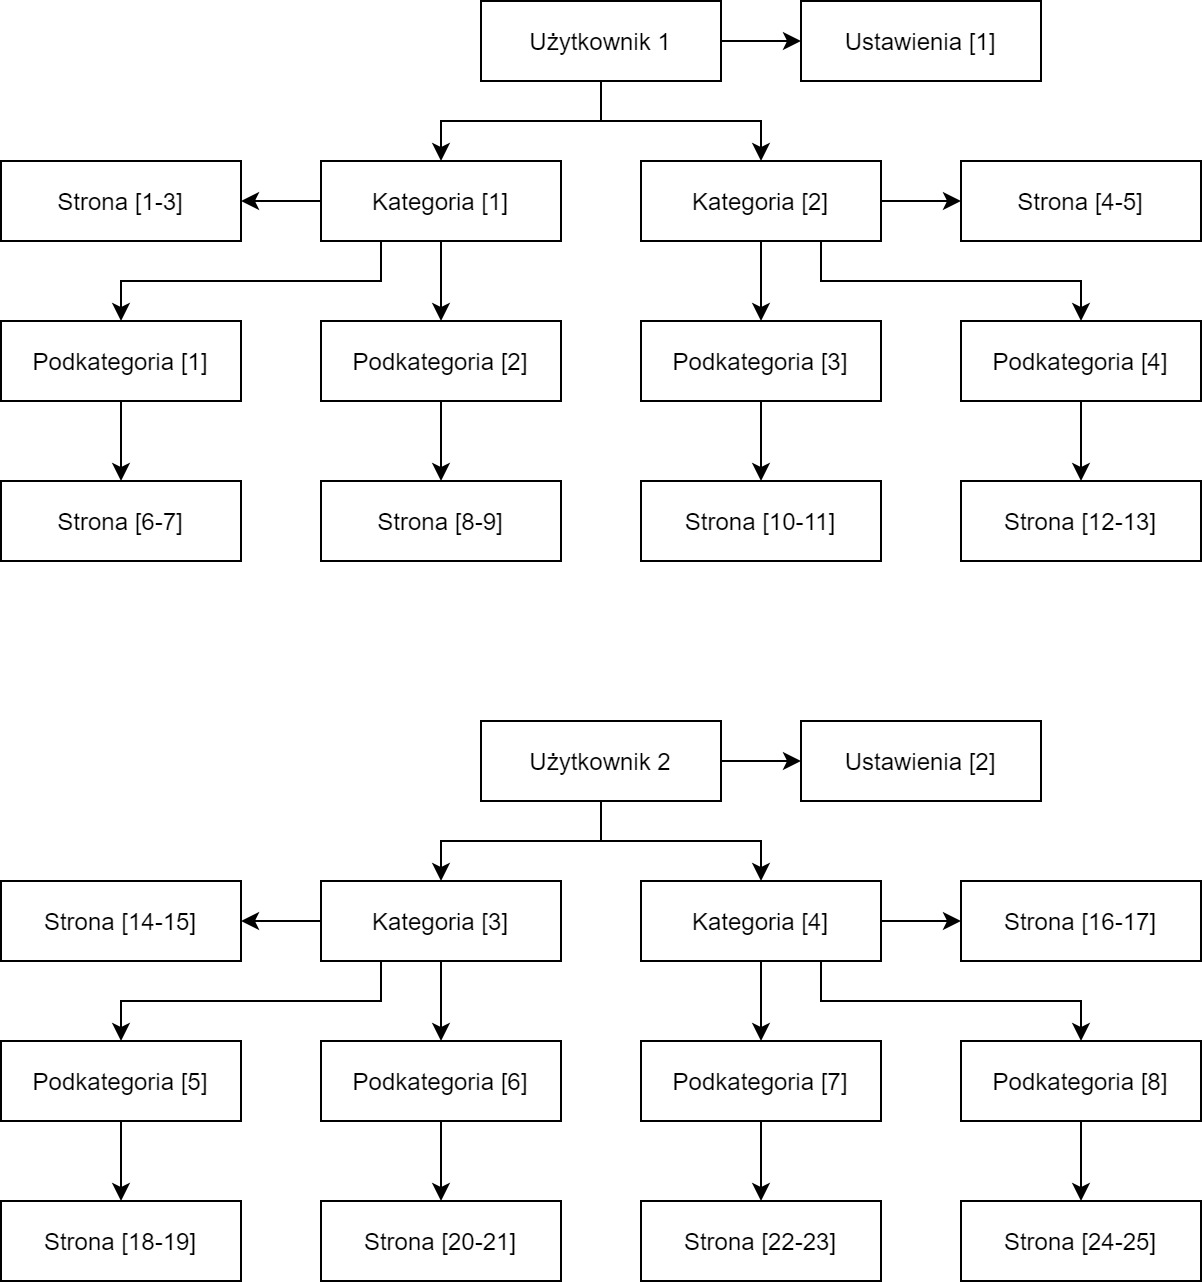 Użytkownik 1
Ustawienia [1]
Strona [1-3]
Kategoria [1]
Kategoria [2]
Strona [4-5]
Podkategoria [1]
Podkategoria [2]
Podkategoria [3]
Podkategoria [4]
Strona [6-7]
Strona [8-9]
Strona [10-11]
Strona [12-13]
Użytkownik 2
Ustawienia [2]
Strona [14-15]
Kategoria [3]
Kategoria [4]
Strona [16-17]
Podkategoria [5]
Podkategoria [6]
Podkategoria [7]
Podkategoria [8]
Strona [18-19]
Strona [20-21]
Strona [22-23]
Strona [24-25]